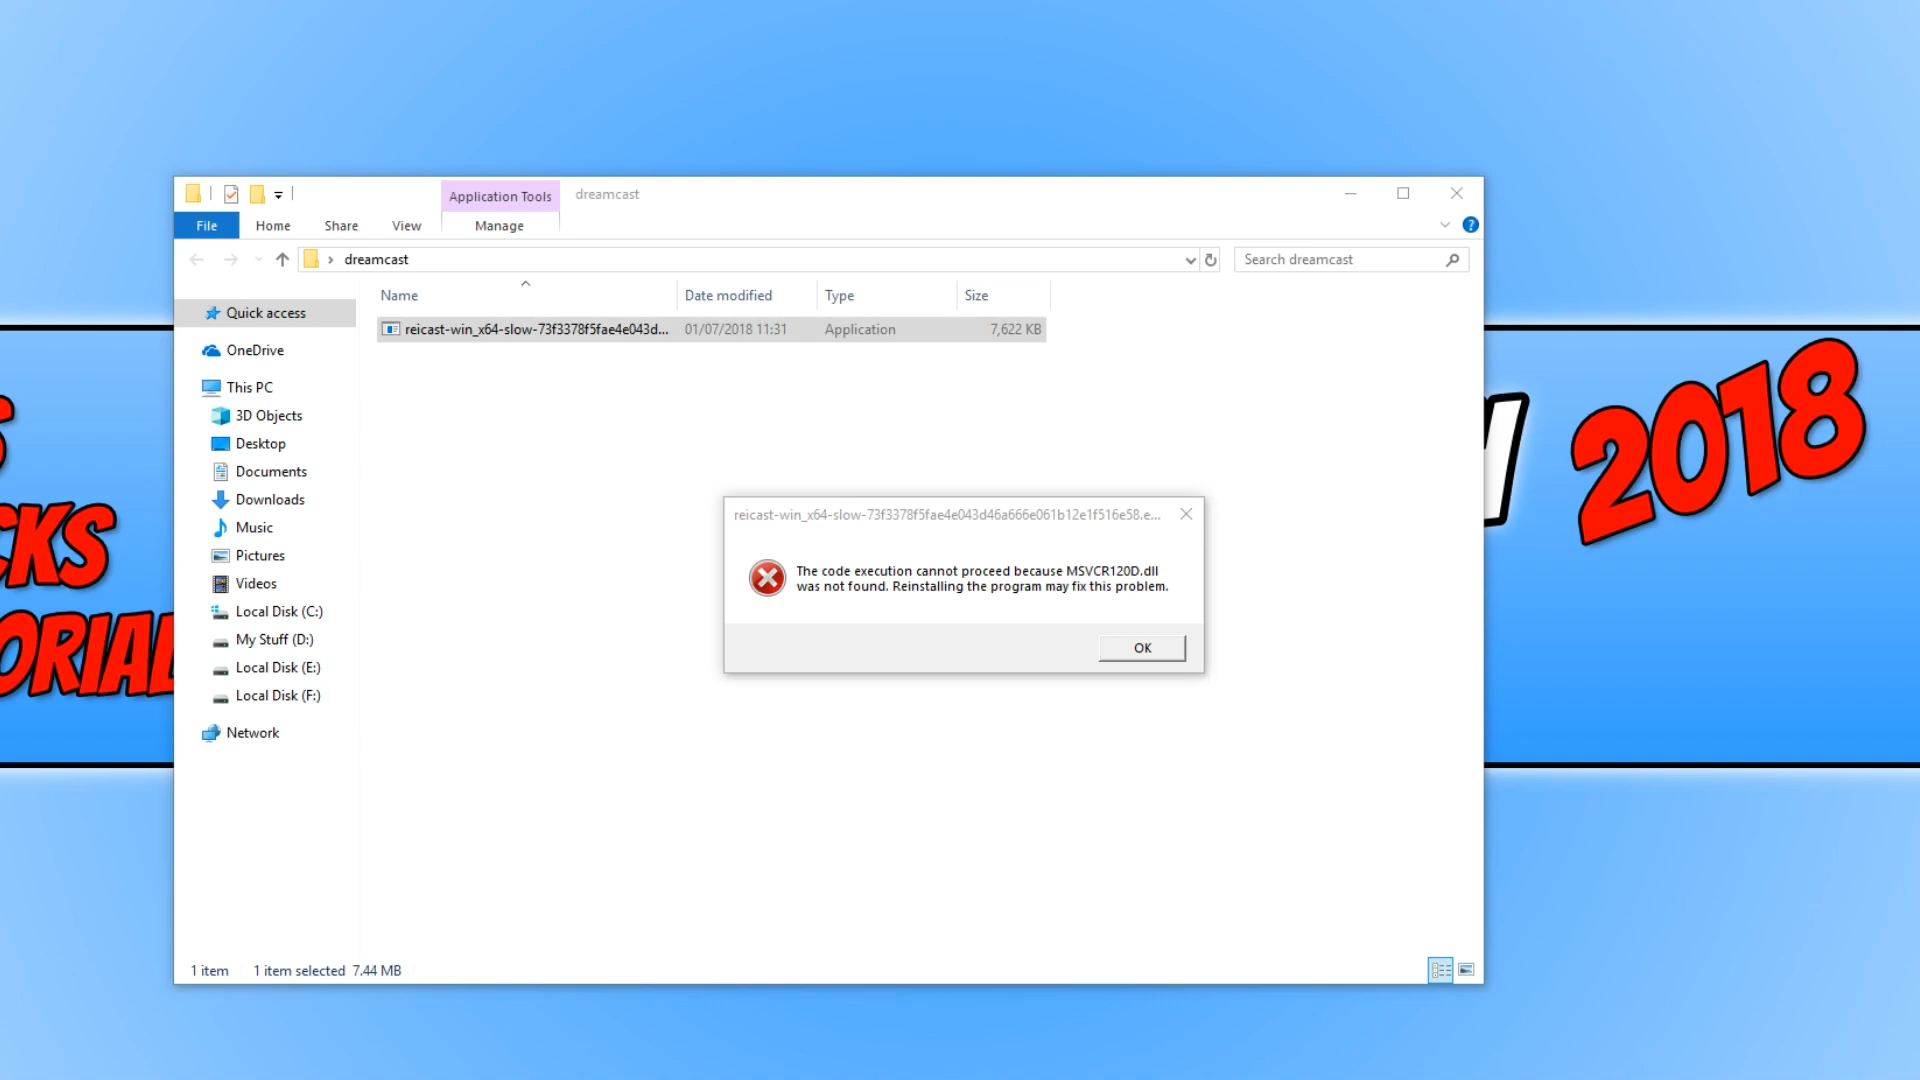 Application Tools
dreamcast
File
Home
Share
View
Manage
dreamcast
Search dreamcast
Name
Date modified
Type
Size
reicast-win_x64-slow-73f3378f5fae4e043d...
01/07/2018 11:31
Application
7,622 KB
Quick access
OneDrive
This PC
3D Objects
Desktop
Documents
Downloads
Music
Pictures
Videos
Local Disk (C:)
My Stuff (D:)
Local Disk (E:)
Local Disk (F:)
Network
reicast-win_x64-slow-73f3378f5fae4e043d46a666e061b12e1f516e58.e...
The code execution cannot proceed because MSVCR120D.dll
was not found. Reinstalling the program may fix this problem.
OK
1 item
1 item selected 7.44 MB
2018
CKS
ORIAL